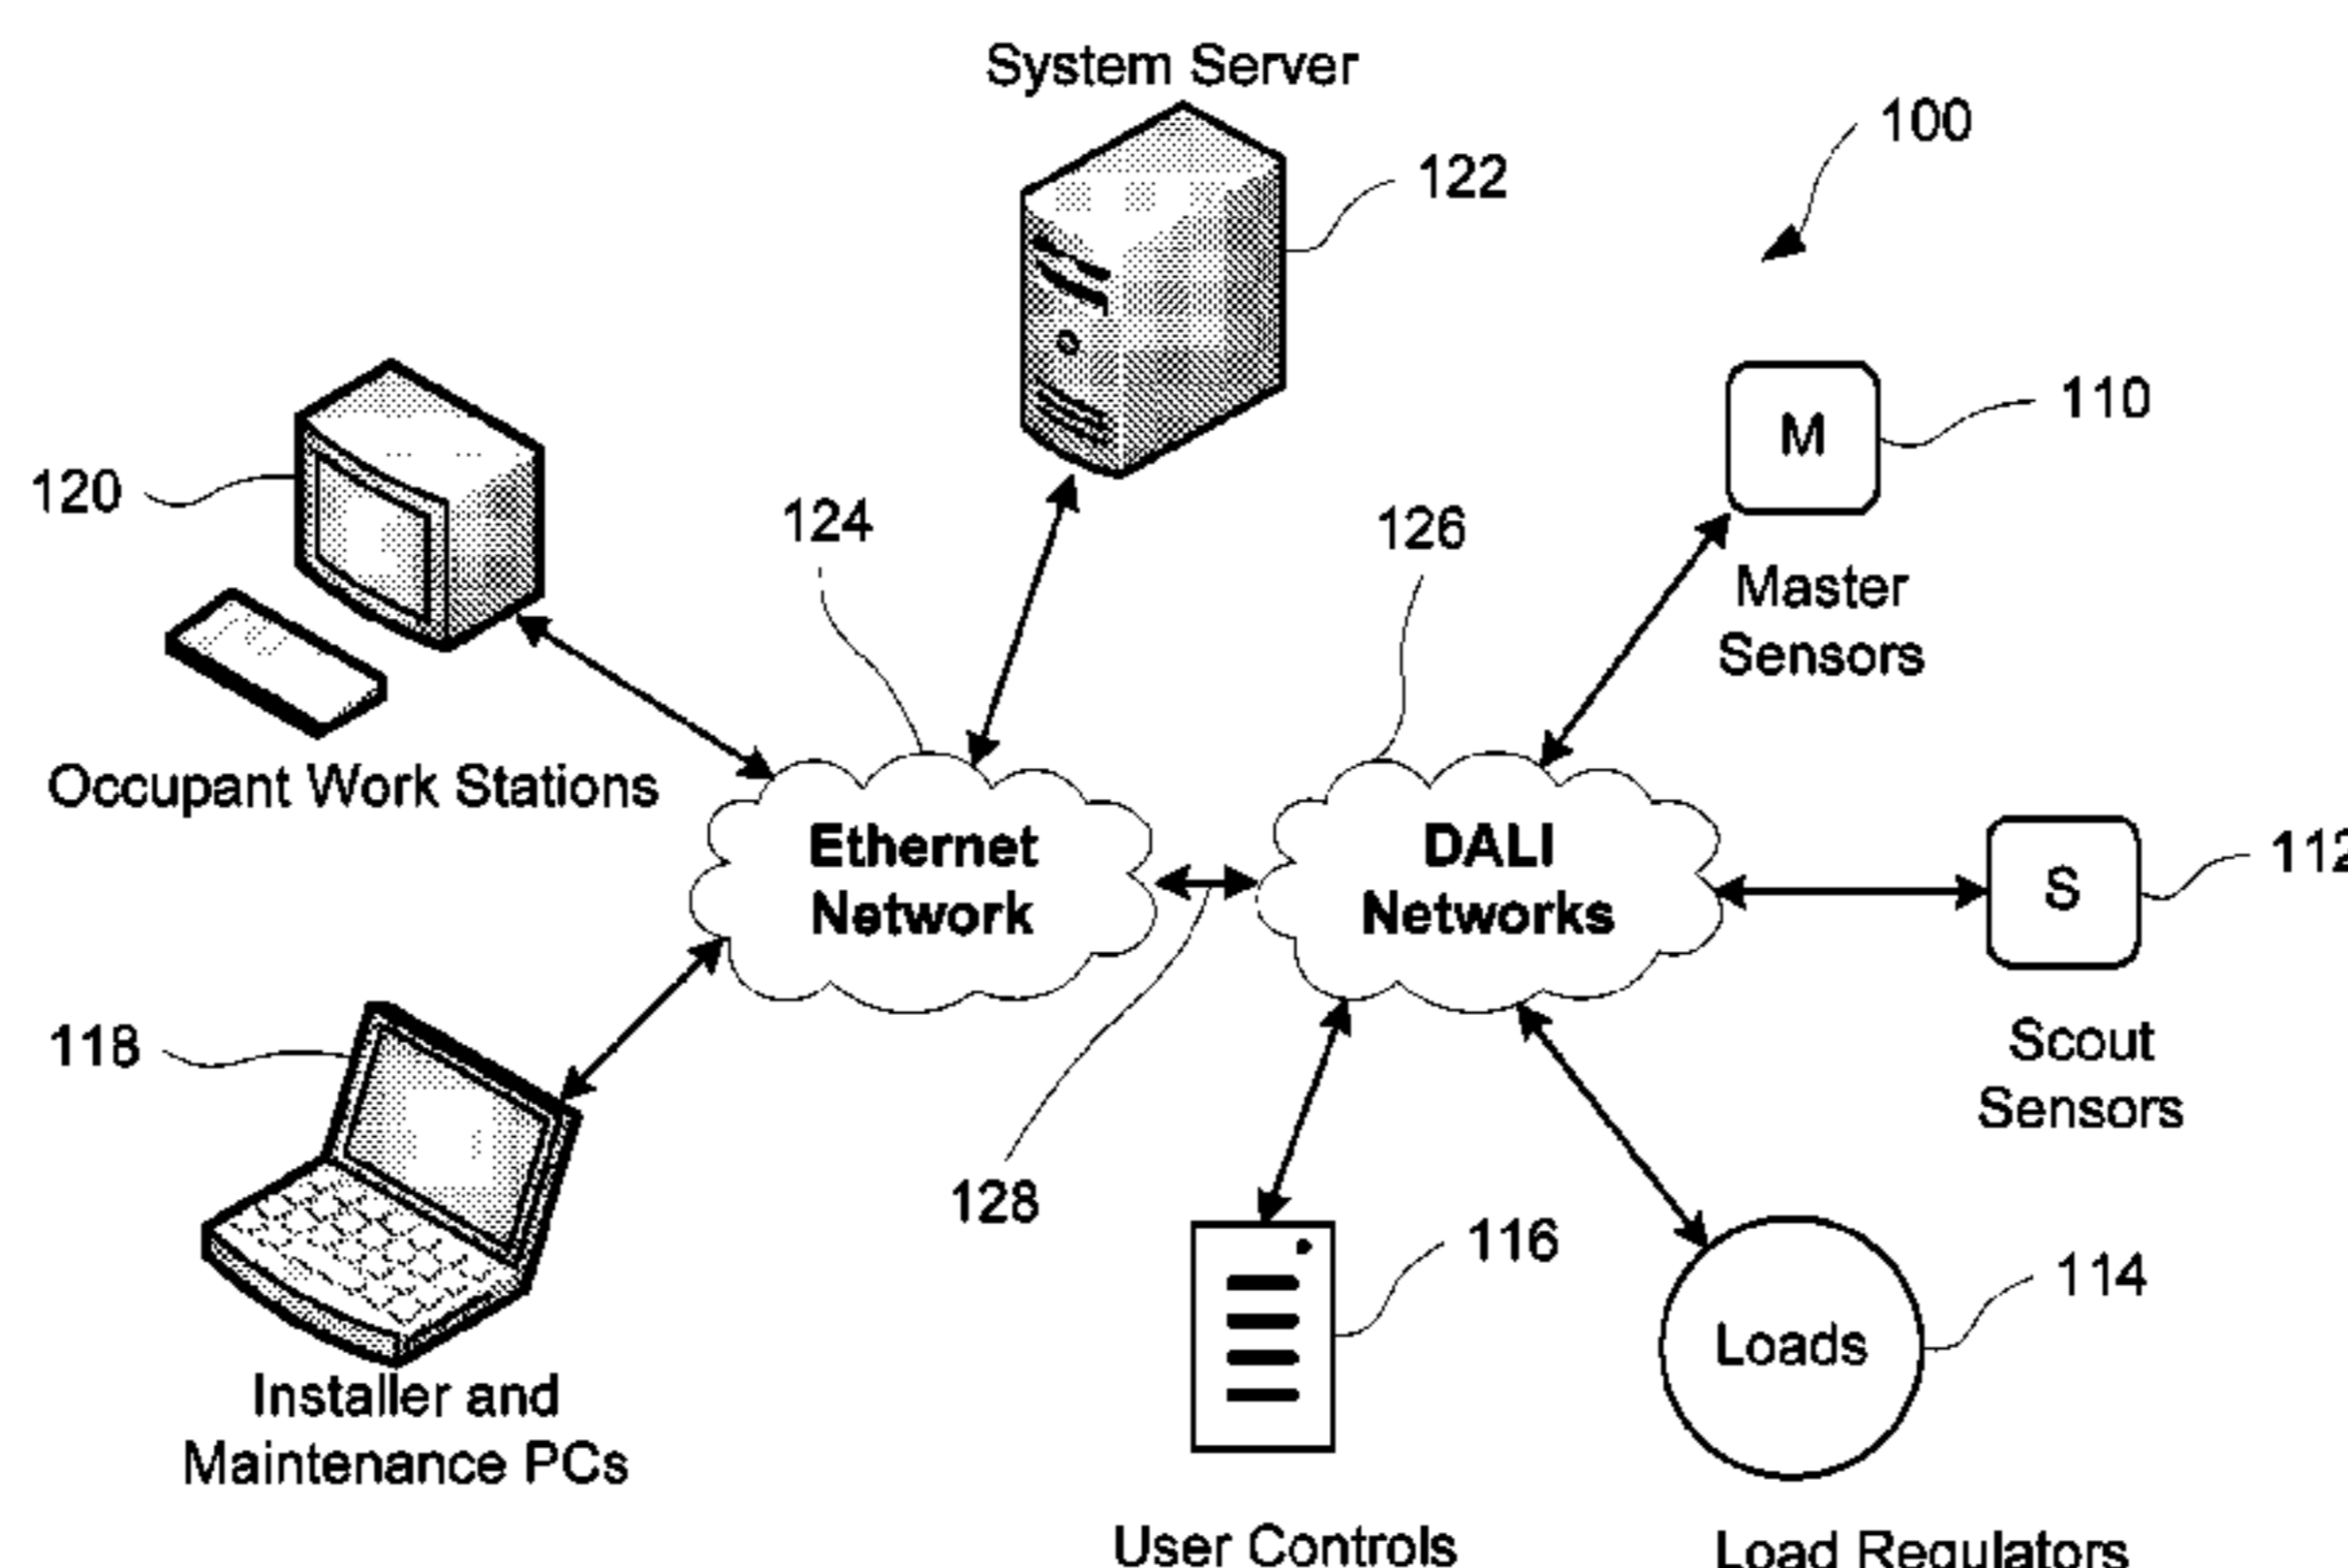 System Server
100
122
110
M
120
124
126
Master
Sensors
Occupant Work Stations
Ethernet
Network
DALI
Networks
112
S
118
Scout
Sensors
128
116
114
Loads
Installer and
Maintenance PCs
User Controls
Load Regulators